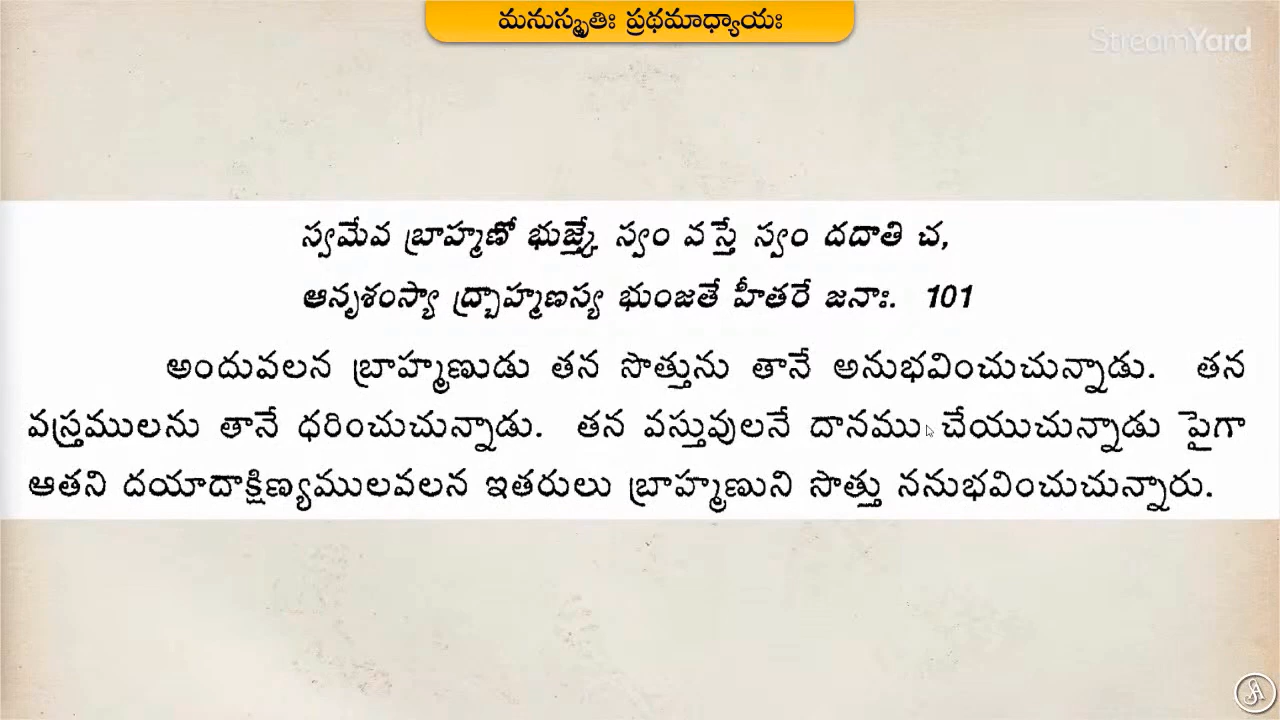 మనుస్మృతిః ప్రథమాధ్యాయః
StreamYard
స్వమేవ బ్రాహ్మణో భుఙ్క్తే స్వం వస్తే స్వం దదాతి చ,
ఆనృశంస్యా ద్బ్రాహ్మణస్య భుంజతే హీతరే జనాః. 101
అందువలన బ్రాహ్మణుడు తన సొత్తును తానే అనుభవించుచున్నాడు. తన
వస్త్రములను తానే ధరించుచున్నాడు. తన వస్తువులనే దానము చేయుచున్నాడు పైగా
ఆతని దయాదాక్షిణ్యములవలన ఇతరులు బ్రాహ్మణుని సొత్తు ననుభవించుచున్నారు.